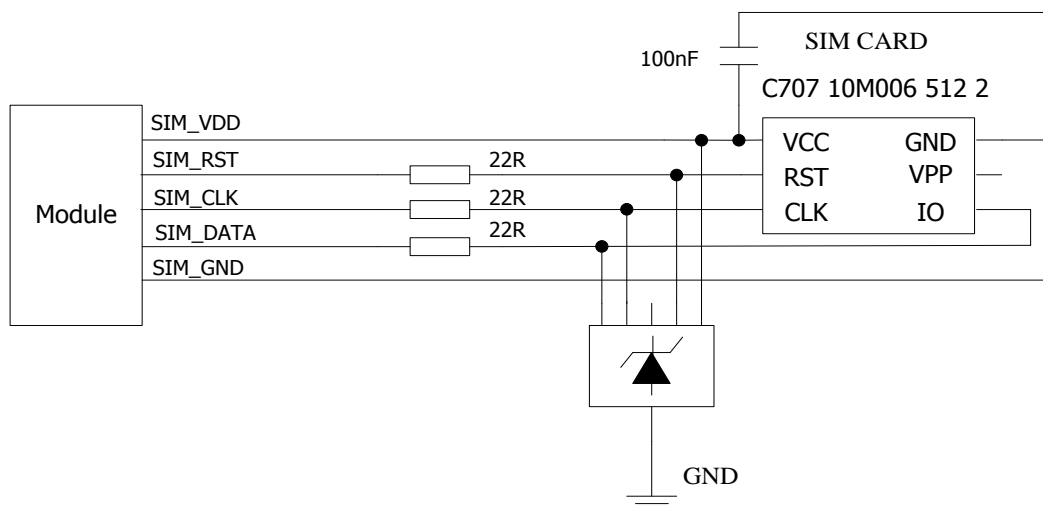 SIM CARD
100nF
C707 10M006 512 2
SIM_VDD
VCC GND
SIM_RST 22R
RST VPP
SIM_CLK 22R
Module
CLK IO
SIM_DATA 22R
SIM_GND
GND